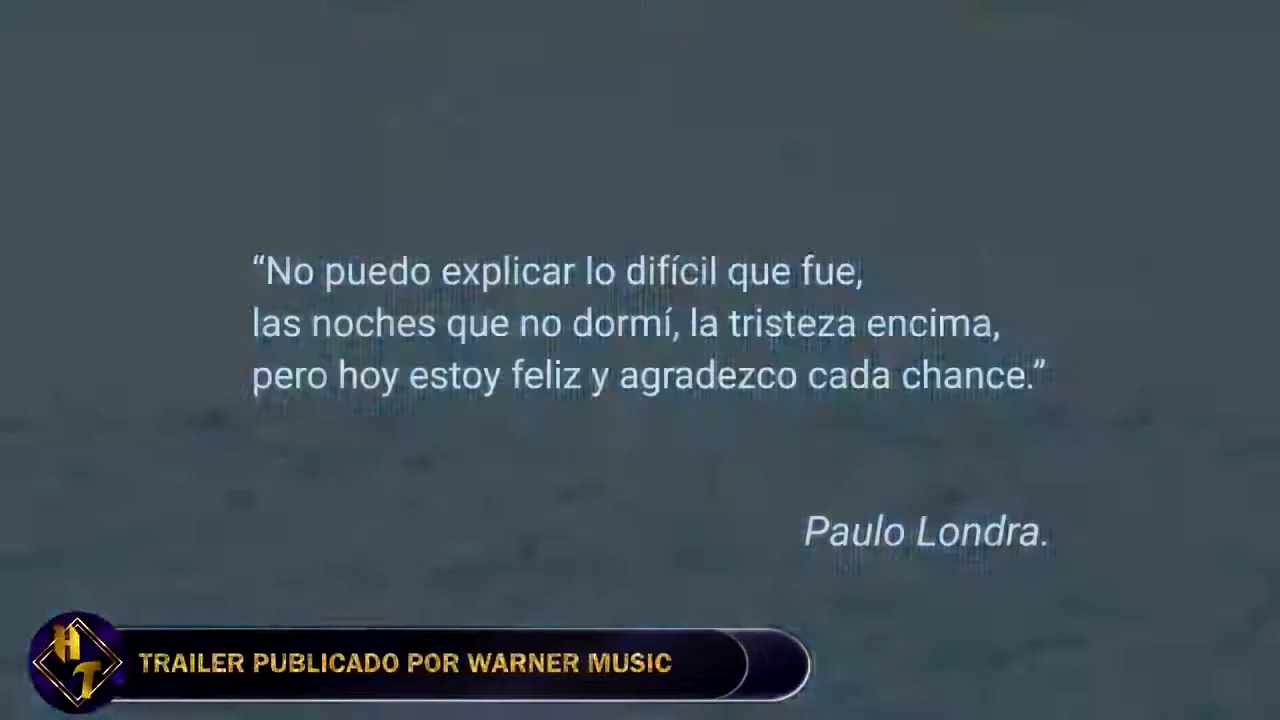 “No puedo explicar lo difícil que fue,
las noches que no dormí, la tristeza encima,
pero hoy estoy feliz y agradezco cada chance.”
Paulo Londra.
HT
TRAILER PUBLICADO POR WARNER MUSIC